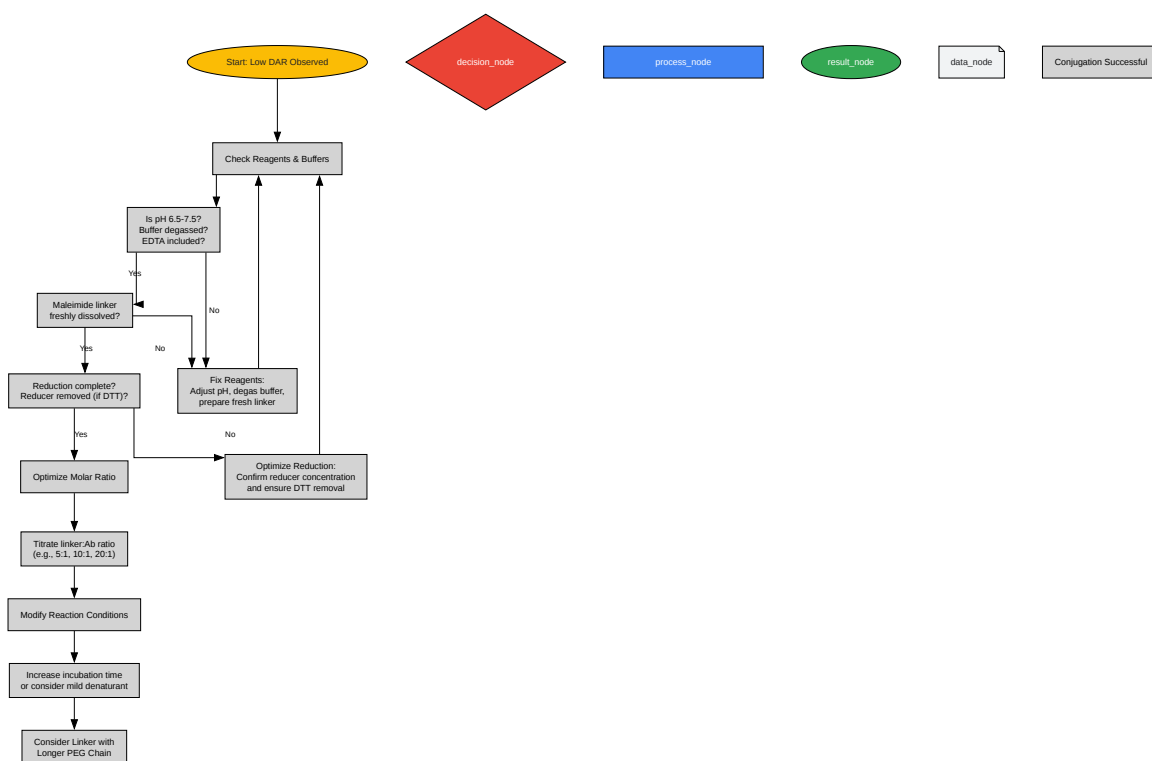 Start: Low DAR Observed
decision_node
process_node
result_node
data_node
Conjugation Successful
Check Reagents & Buffers
Is pH 6.5-7.5?
Buffer degassed?
EDTA included?
Yes
No
Maleimide linker
freshly dissolved?
Yes
No
Fix Reagents:
Adjust pH, degas buffer,
prepare fresh linker
Reduction complete?
Reducer removed (if DTT)?
Yes
No
Optimize Reduction:
Confirm reducer concentration
and ensure DTT removal
Optimize Molar Ratio
Titrate linker:Ab ratio
(e.g., 5:1, 10:1, 20:1)
Modify Reaction Conditions
Increase incubation time
or consider mild denaturant
Consider Linker with
Longer PEG Chain